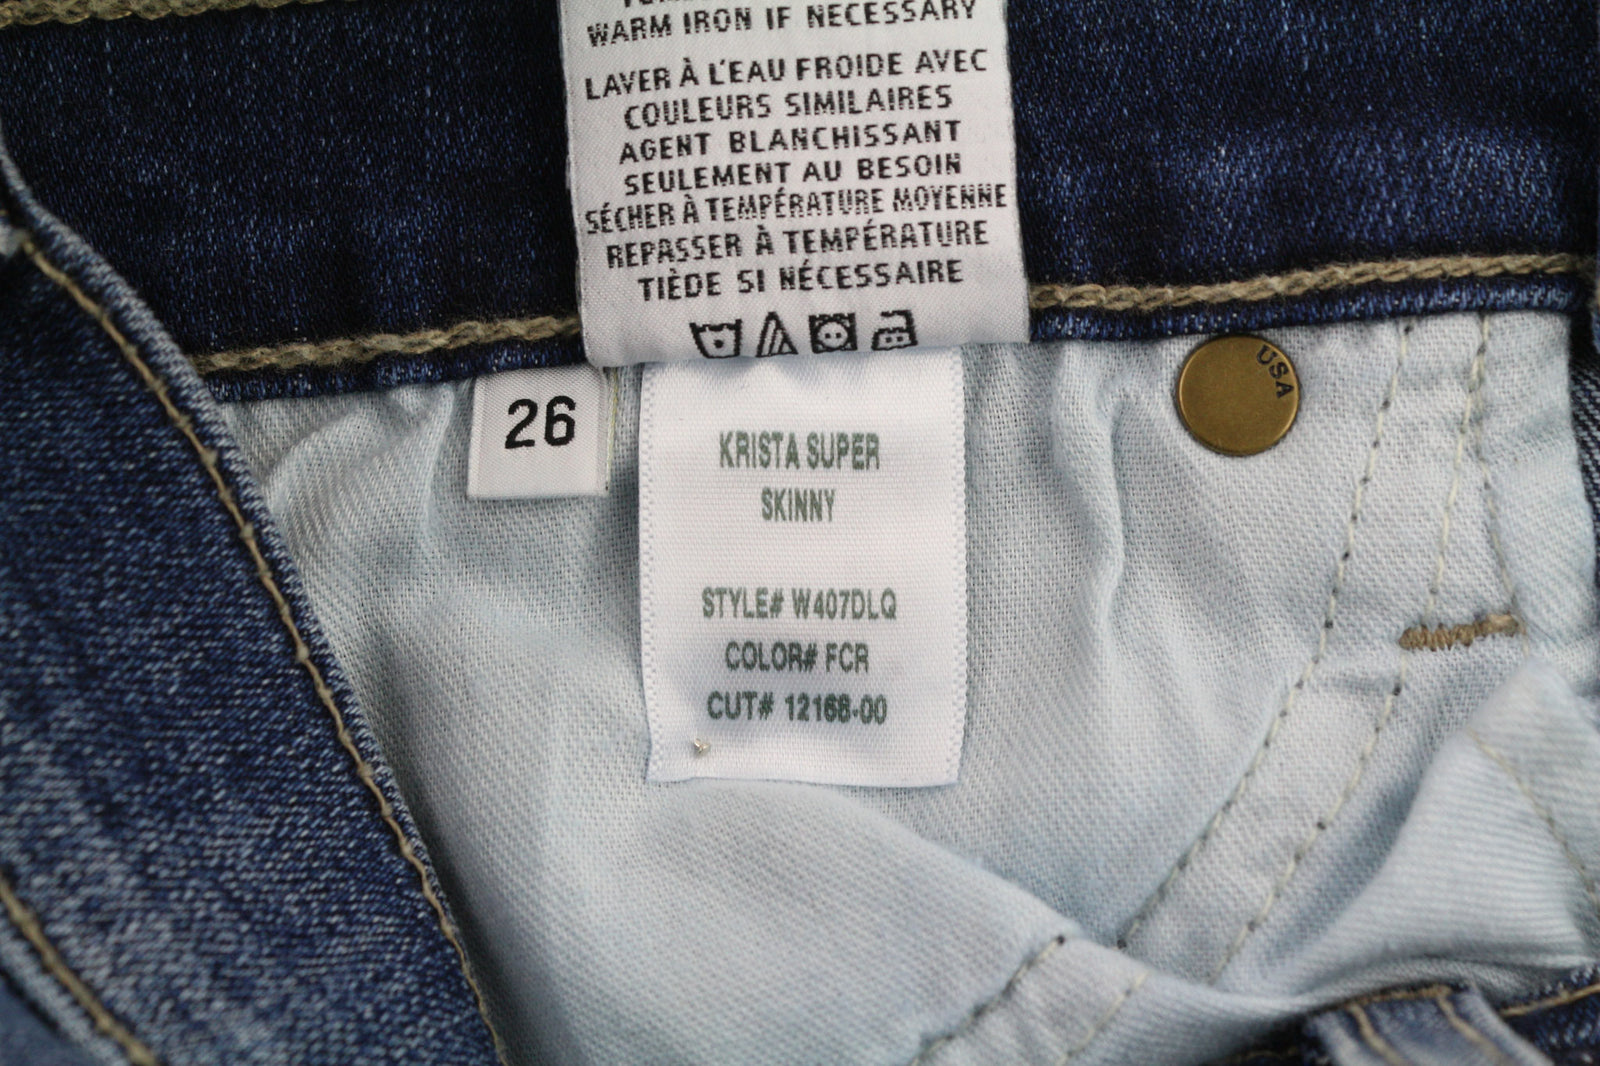 WARM IRON IF NECESSARY
LAVER À L'EAU FROIDE AVEC
COULEURS SIMILAIRES
AGENT BLANCHISSANT
SEULEMENT AU BESOIN
SÉCHER À TEMPÉRATURE MOYENNE
REPASSER À TEMPÉRATURE
TIÈDE SI NÉCESSAIRE
USA
26
KRISTA SUPER
SKINNY
STYLE# W407DLQ
COLOR# FCR
CUT# 12168-00